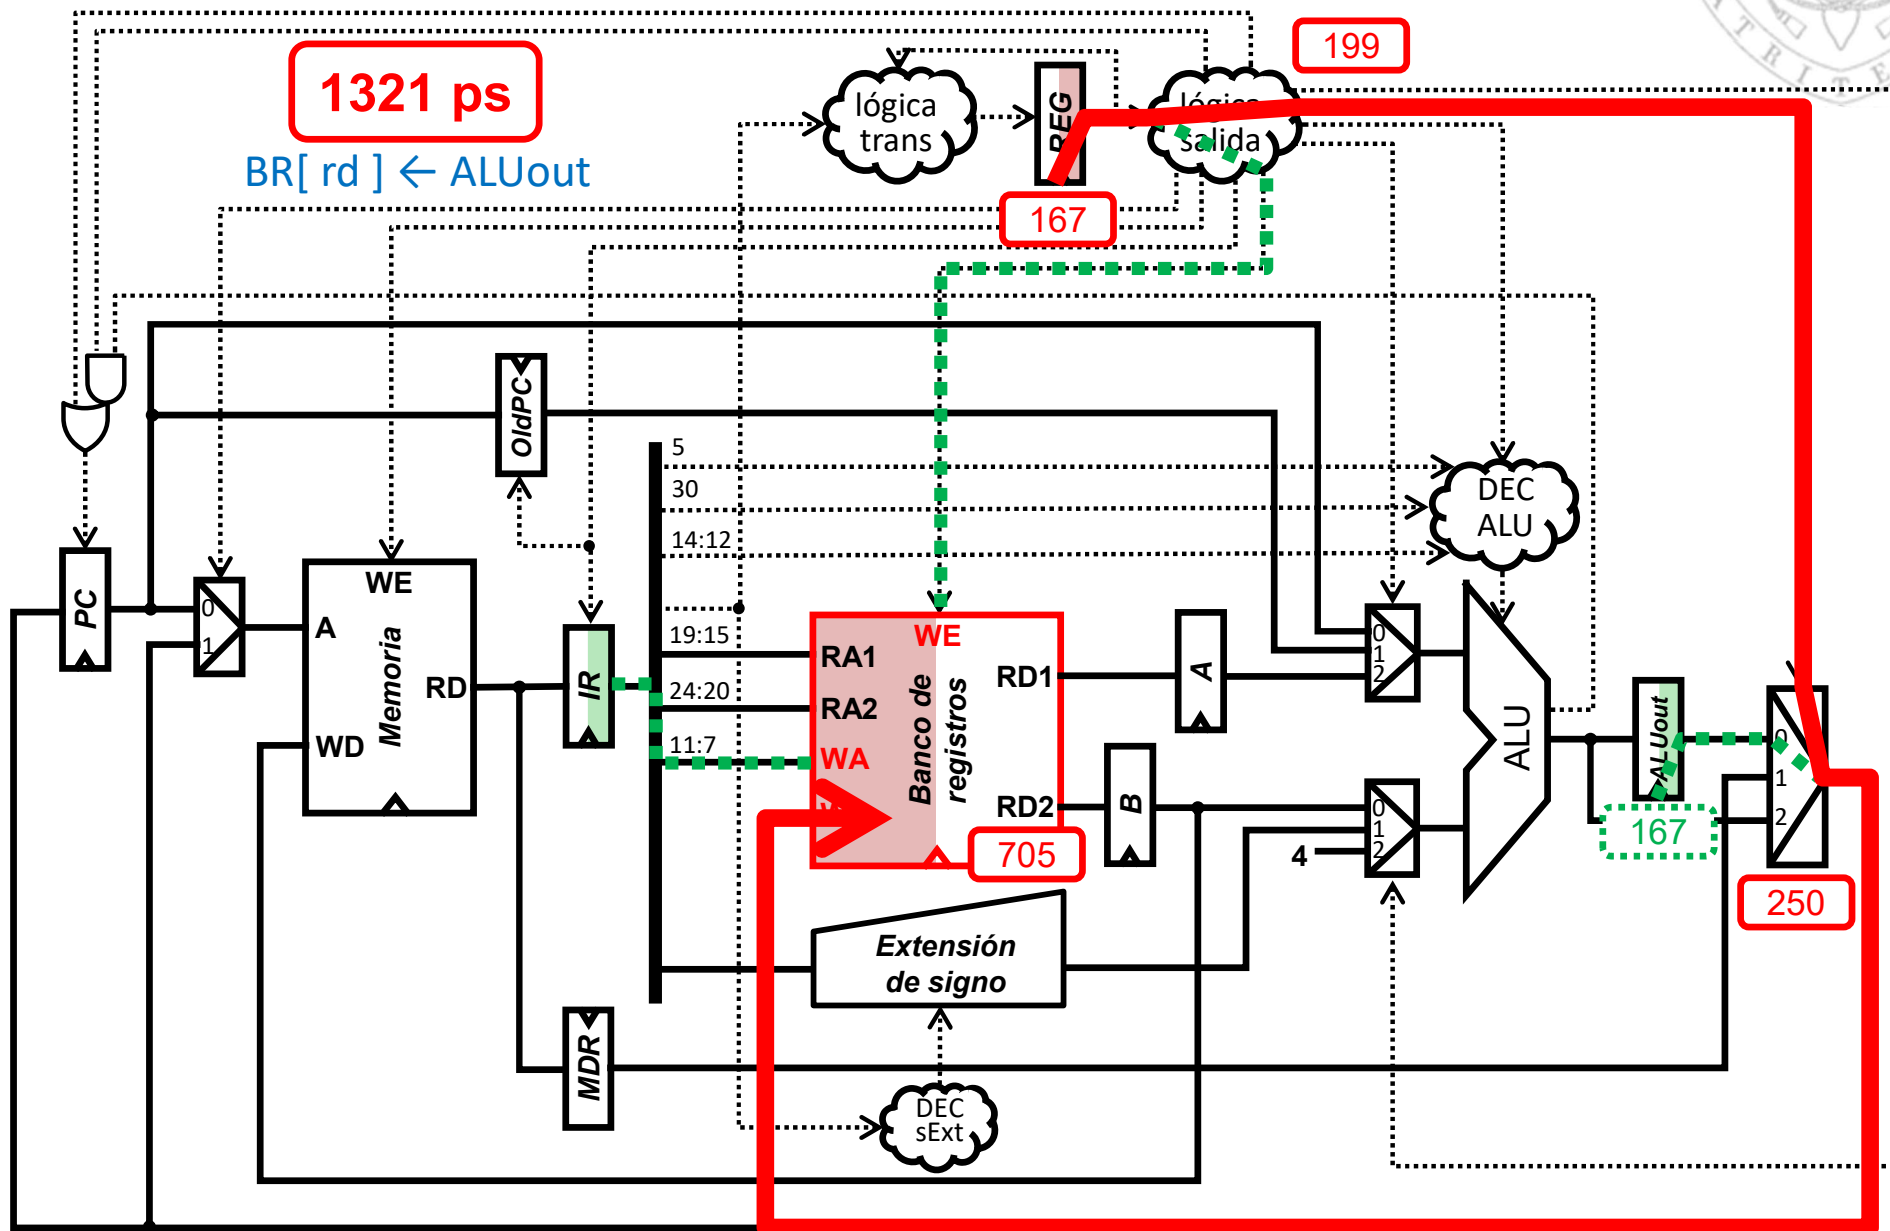 199
1321 ps
BR[ rd ] ← ALUout
lógica
trans
REG
lógica
salida
167
OldPC
5
30
14:12
19:15
24:20
11:7
DEC
ALU
PC
0
1
WE
A
Memoria
RD
WD
IR
WE
RA1
RA2
WA
Banco de
registros
RD1
RD2
705
A
B
0
1
2
0
1
2
4
ALU
ALUout
167
0
1
2
250
Extensión
de signo
MDR
DEC
sExt